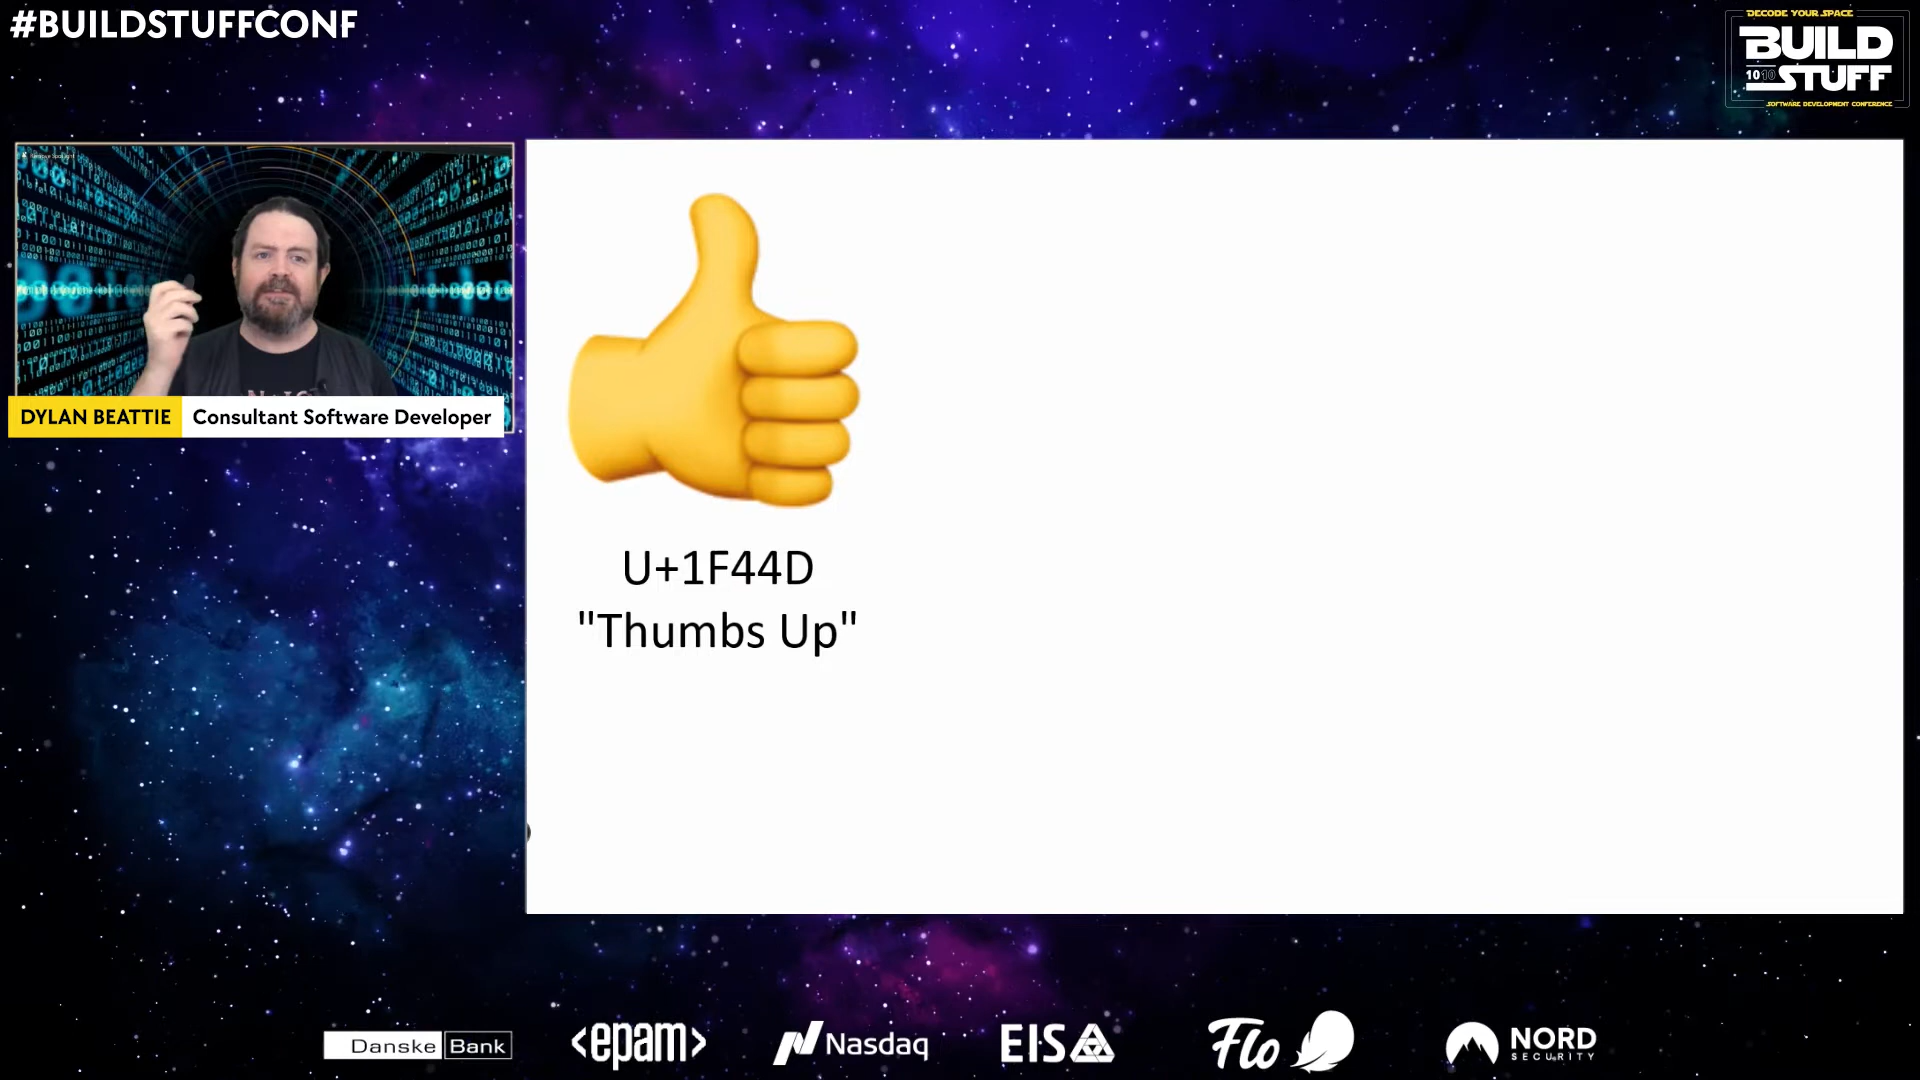 #BUILDSTUFFCONF
DECODE YOUR SPACE
BUILD
1010 STUFF
SOFTWARE DEVELOPMENT CONFERENCE
DYLAN BEATTIE Consultant Software Developer
U+1F44D
"Thumbs Up"
Danske Bank
<epam>
Nasdaq
EIS
Flo
NORD
SECURITY